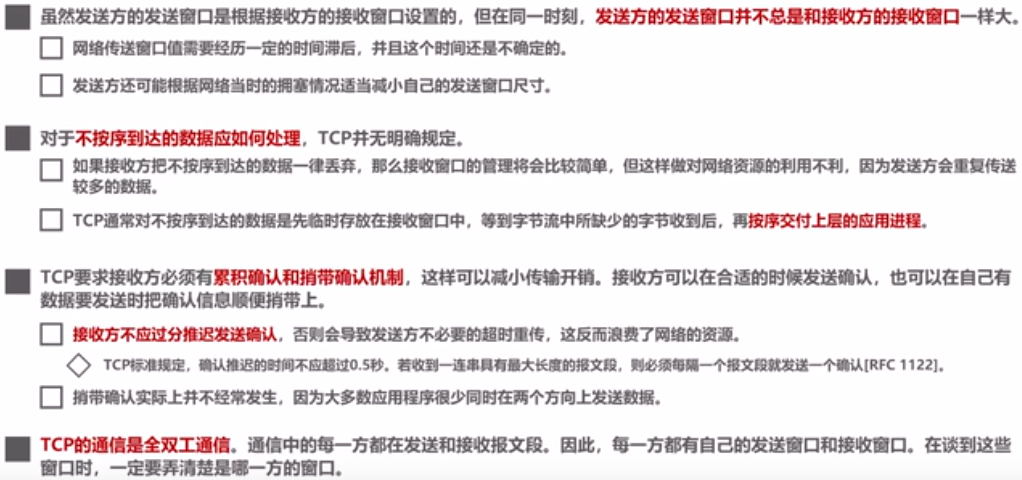 虽然发送方的发送窗口是根据接收方的接收窗口设置的，但在同一时刻，发送方的发送窗口并不总是和接收方的接收窗口一样大。
网络传送窗口值需要经历一定的时间滞后，并且这个时间还是不确定的。
发送方还可能根据网络当时的拥塞情况适当减小自己的发送窗口尺寸。
对于不按序到达的数据应如何处理，TCP并无明确规定。
如果接收方把不按序到达的数据一律丢弃，那么接收窗口的管理将会比较简单，但这样做对网络资源的利用不利，因为发送方会重复传送
较多的数据。
TCP通常对不按序到达的数据是先临时存放在接收窗口中，等到字节流中所缺少的字节收到后，再按序交付上层的应用进程。
TCP要求接收方必须有累积确认和捎带确认机制，这样可以减小传输开销。接收方可以在合适的时候发送确认，也可以在自己有
数据要发送时把确认信息顺便捎带上。
接收方不应过分推迟发送确认，否则会导致发送方不必要的超时重传，这反而浪费了网络的资源。
TCP标准规定，确认推迟的时间不应超过0.5秒。若收到一连串具有最大长度的报文段，则必须每隔一个报文段就发送一个确认[RFC 1122]。
捎带确认实际上并不经常发生，因为大多数应用程序很少同时在两个方向上发送数据。
TCP的通信是全双工通信。通信中的每一方都在发送和接收报文段。因此，每一方都有自己的发送窗口和接收窗口。在谈到这些
窗口时，一定要弄清楚是哪一方的窗口。